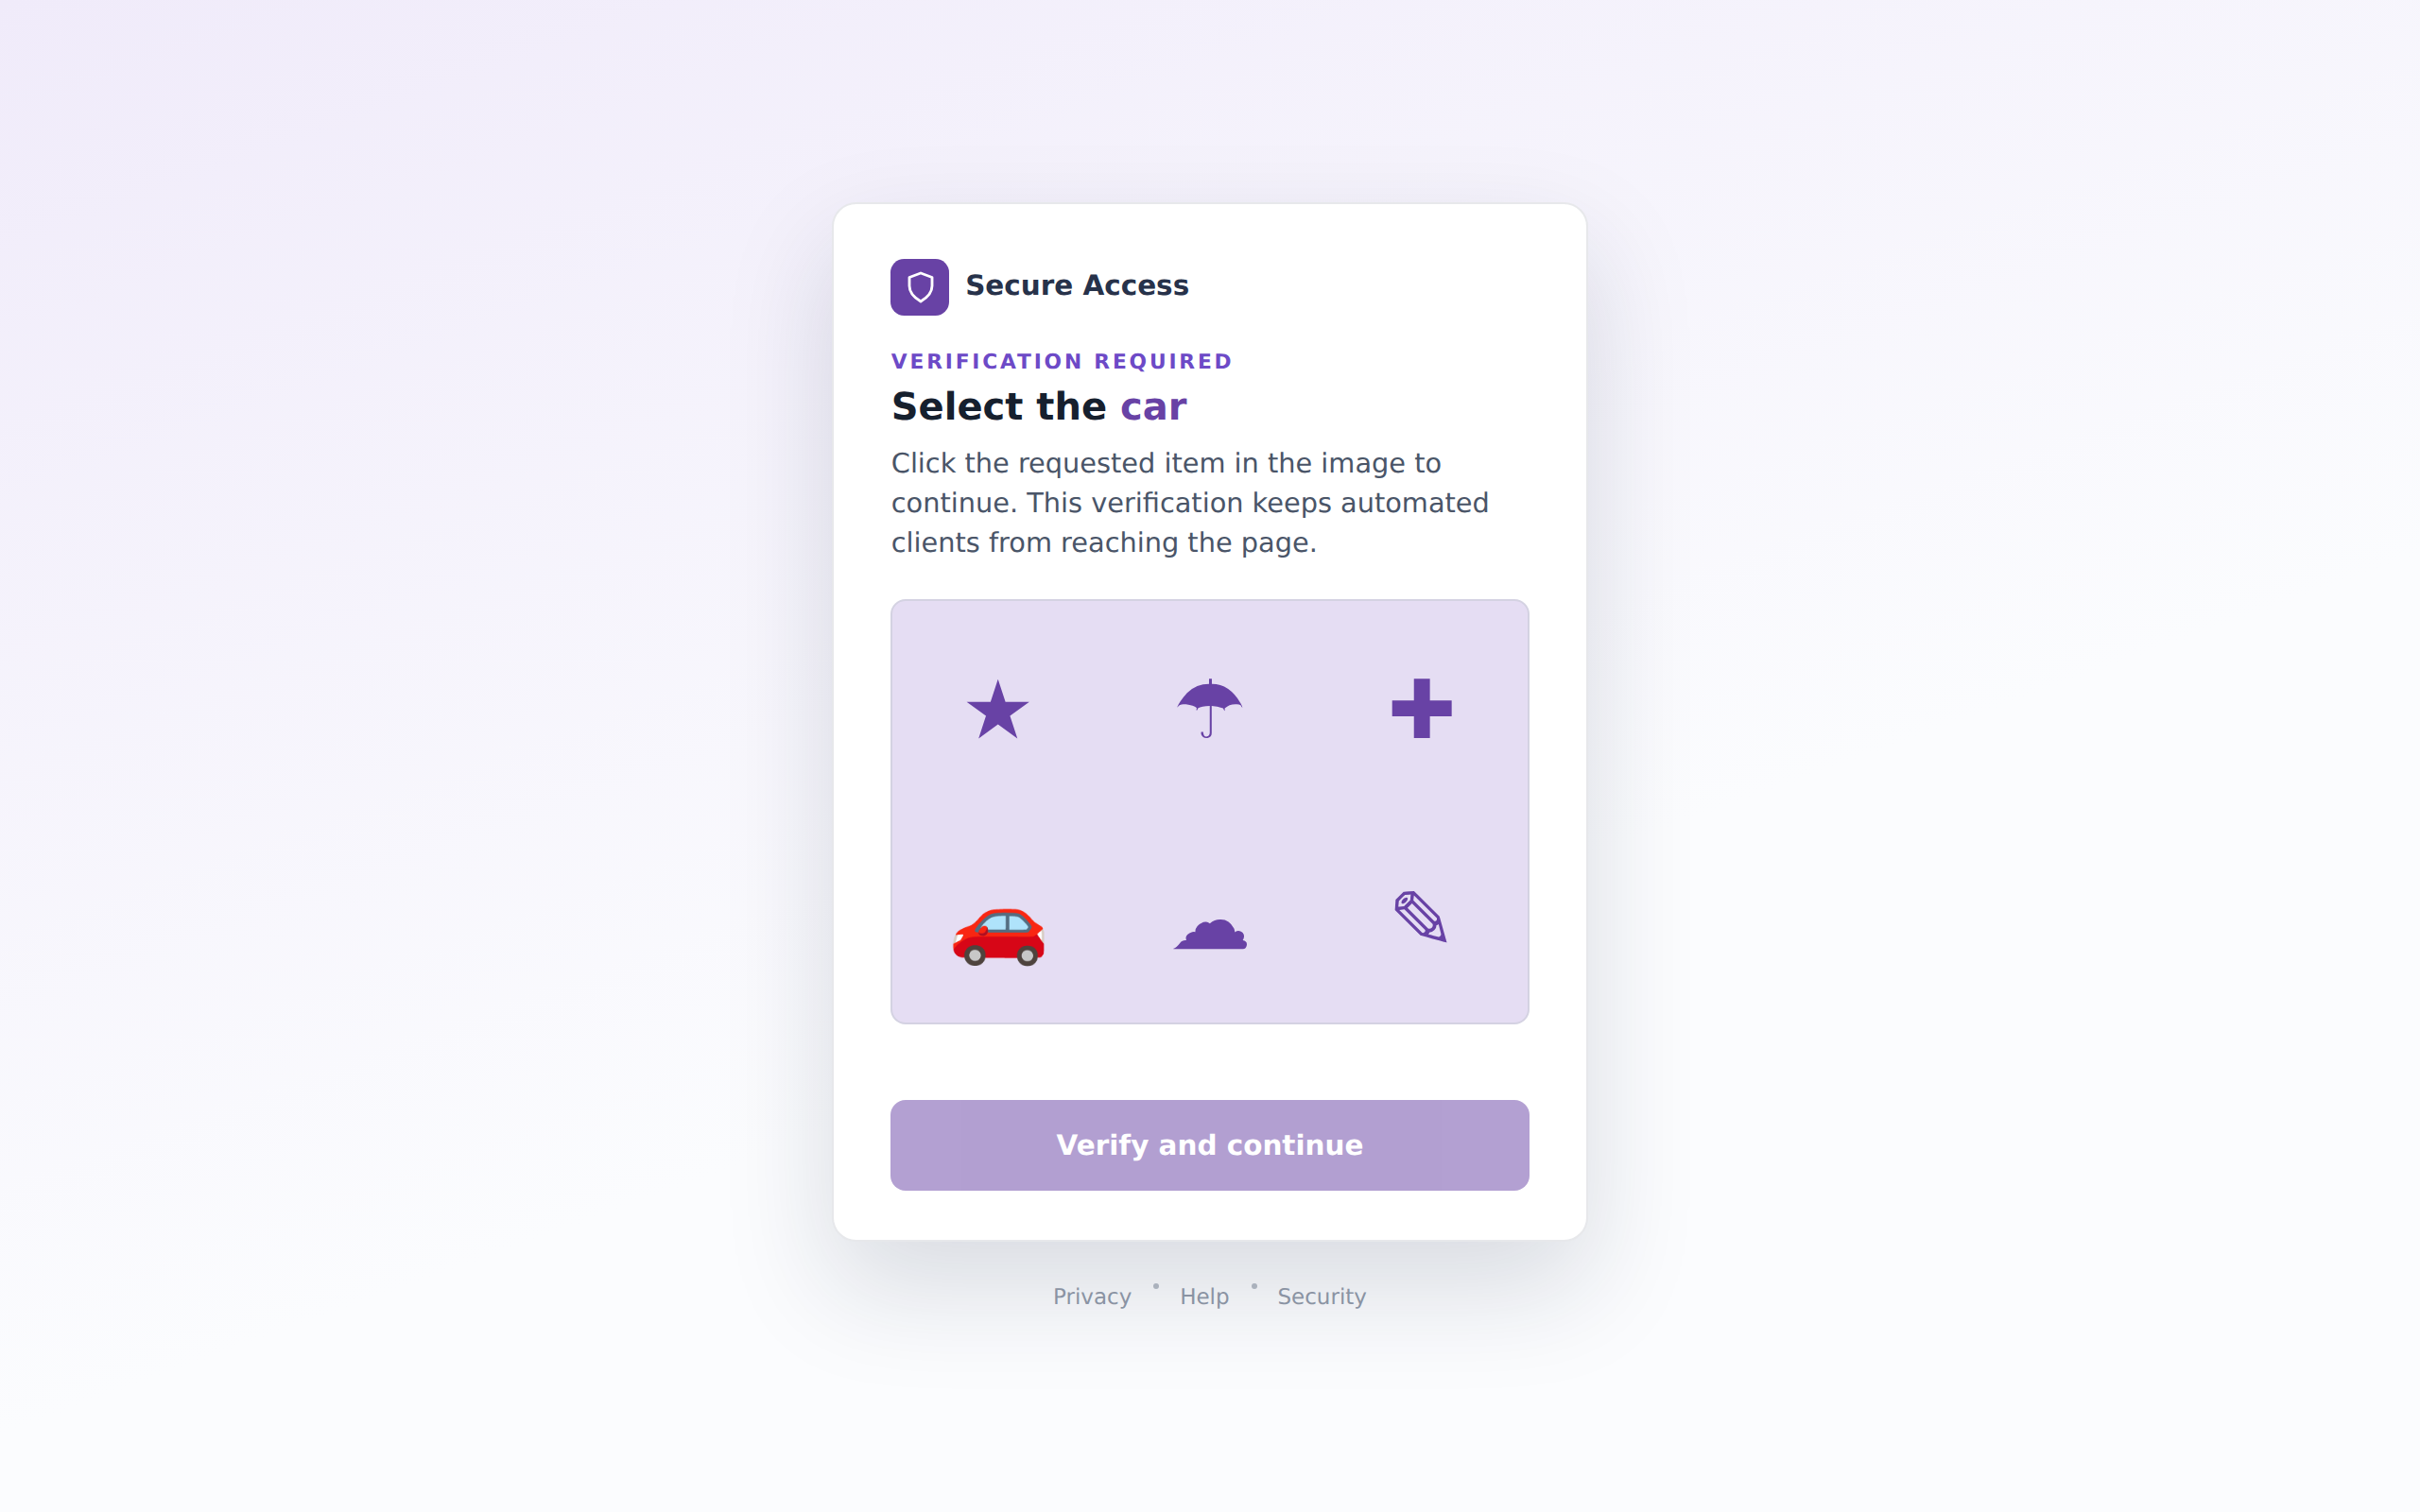 Secure Access
VERIFICATION REQUIRED
Select the car
Click the requested item in the image to
continue. This verification keeps automated
clients from reaching the page.
Verify and continue
Privacy • Help • Security